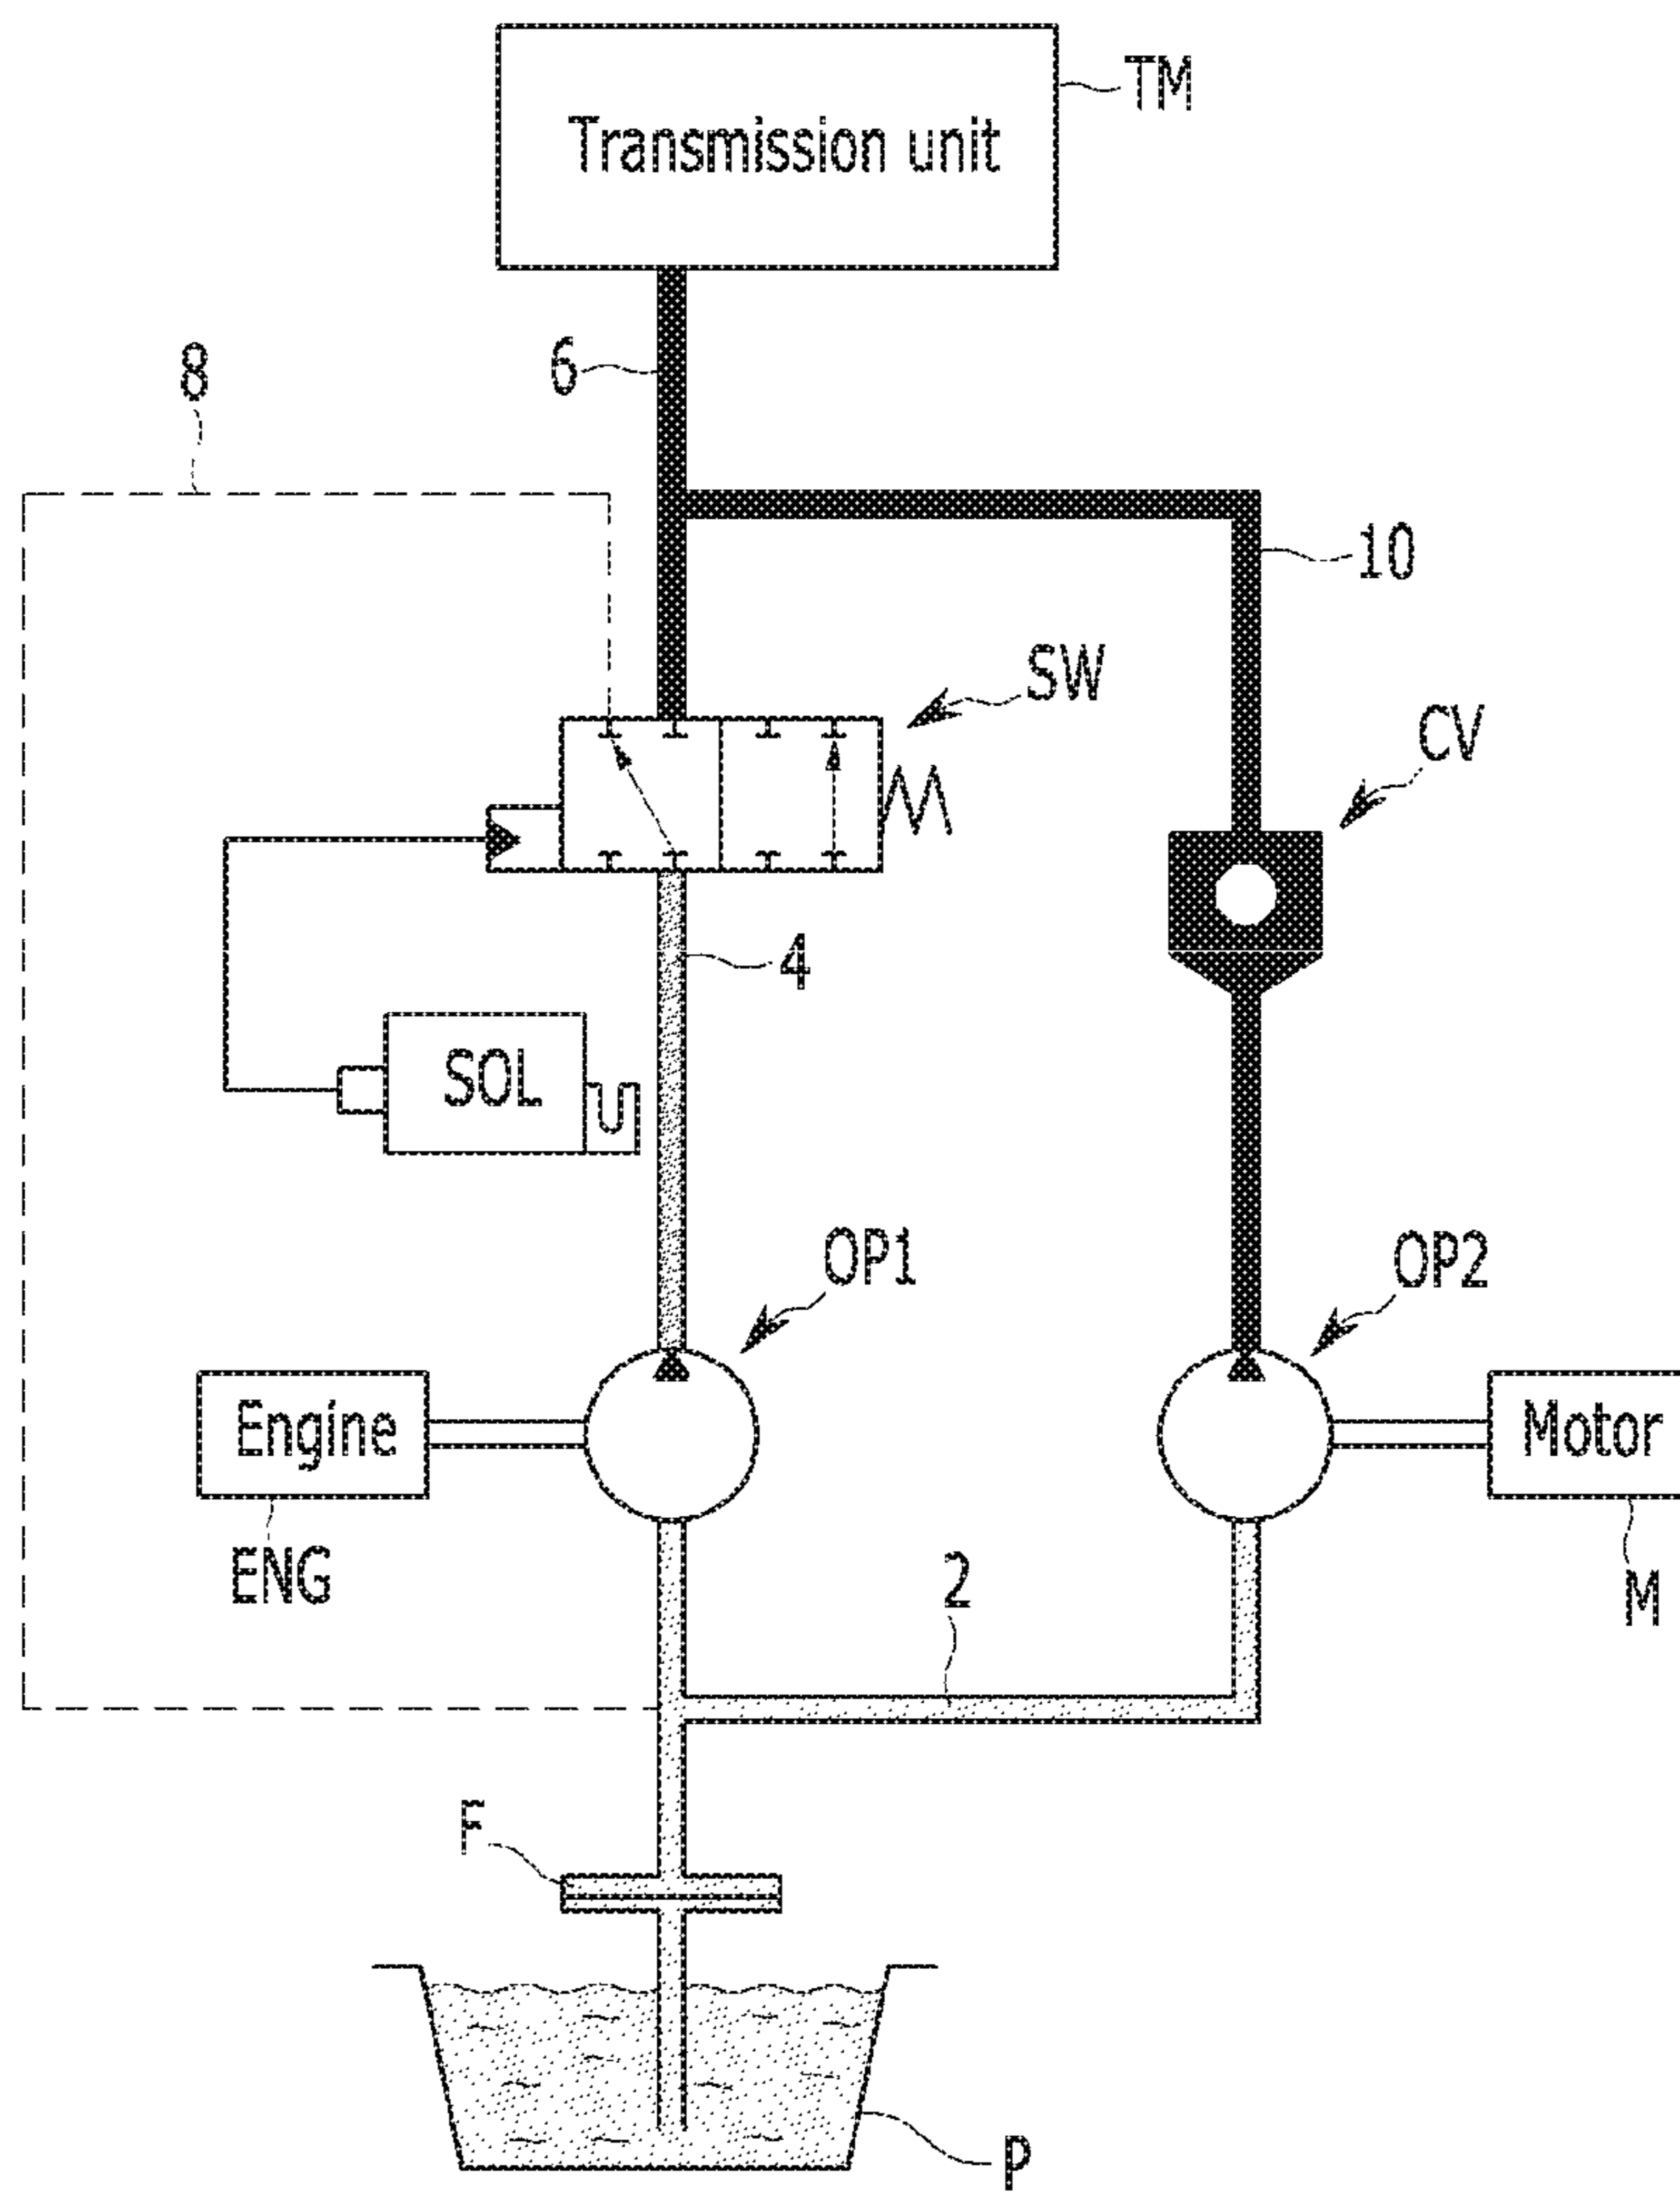 TM
Transmission unit
6
8
10
SW
CV
4
SOL
OP1
OP2
Engine
Motor
ENG
2
M
F
P